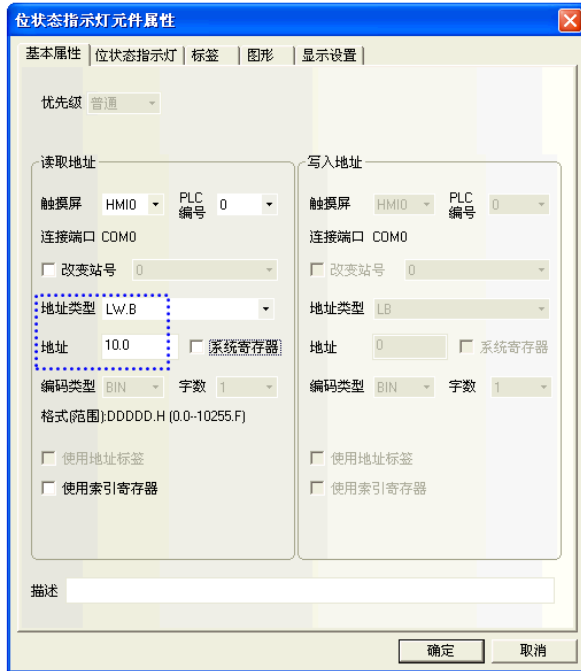 位状态指示灯元件属性
基本属性 位状态指示灯 标签 图形 显示设置
优先级 普通
读取地址
触摸屏 HMI0 PLC编号 0
连接端口 COM0
改变站号 0
地址类型 LW.B
地址 10.0 系统寄存器
编码类型 BIN 字数 1
格式(范围):DDDDD.H (0.0--10255.F)
使用地址标签
使用索引寄存器
写入地址
触摸屏 HMI0 PLC编号 0
连接端口 COM0
改变站号 0
地址类型 LB
地址 0 系统寄存器
编码类型 BIN 字数 1
使用地址标签
使用索引寄存器
描述
确定 取消